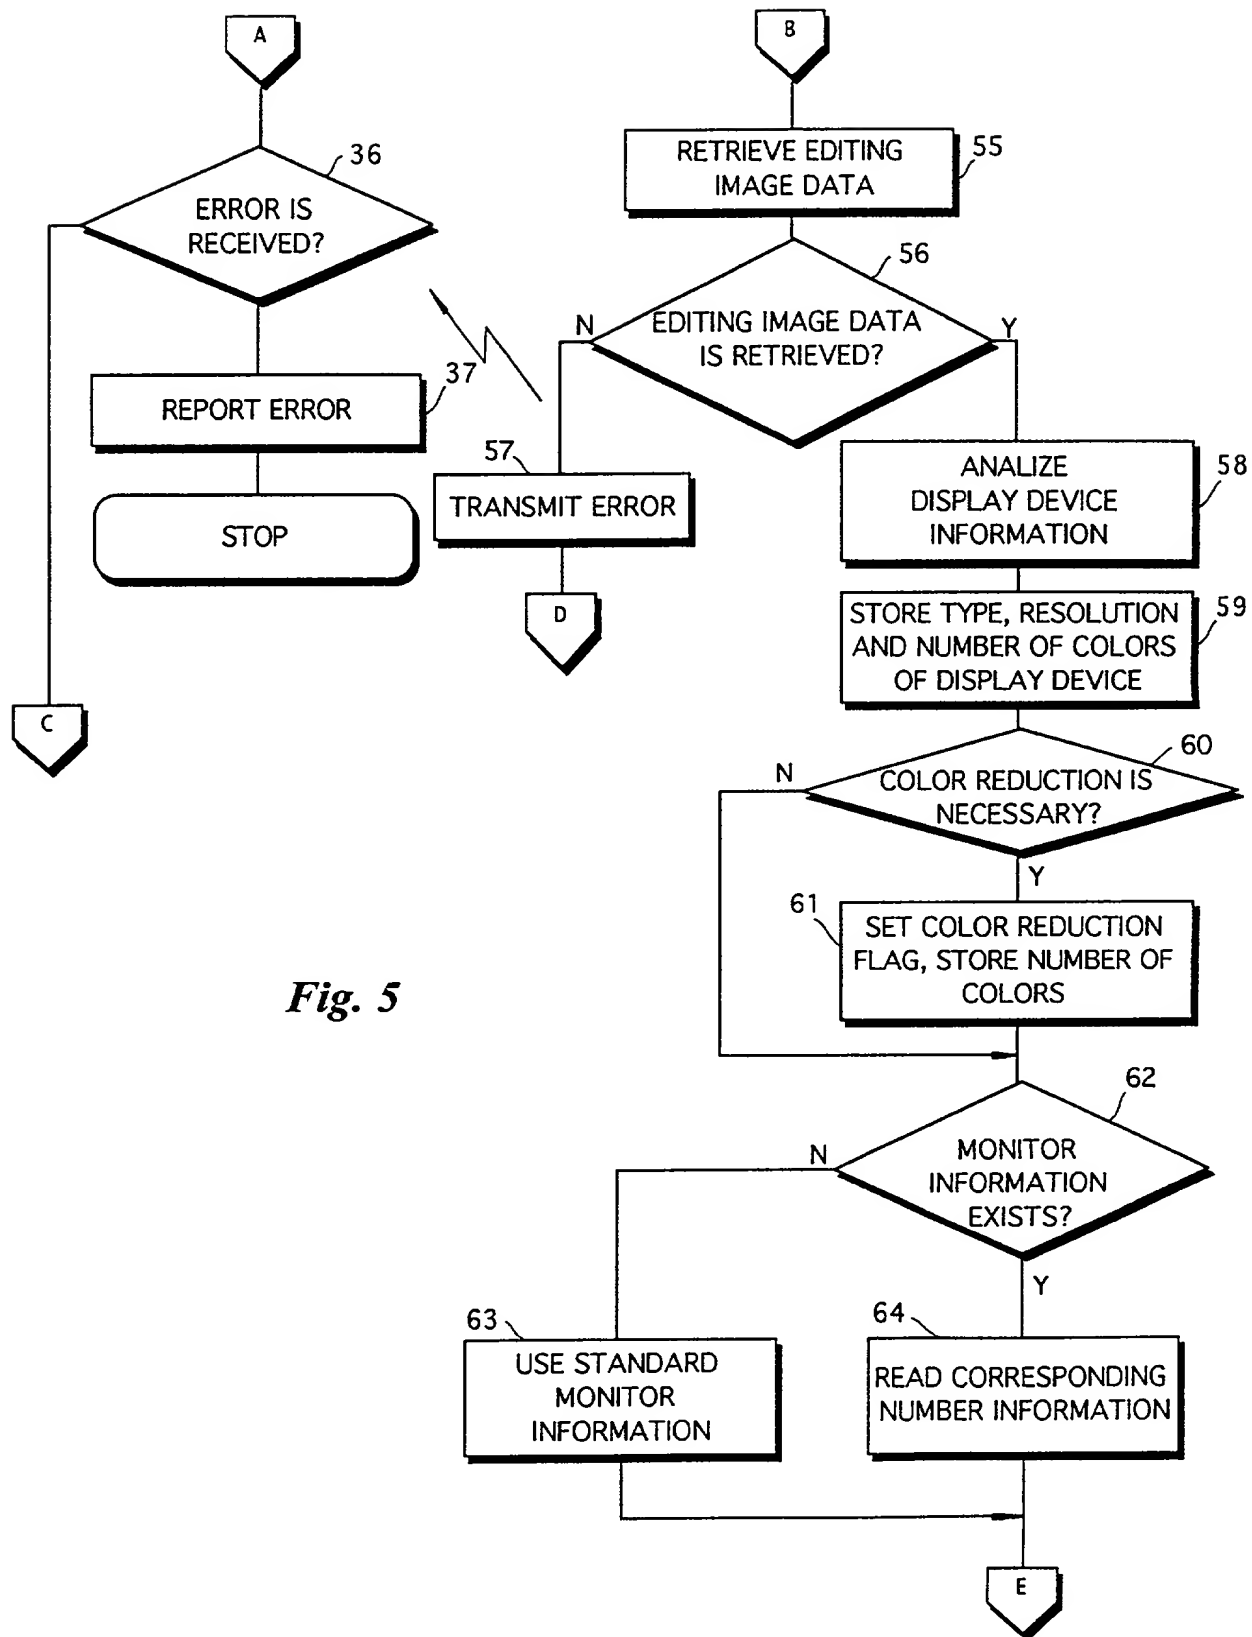 A
36
ERROR IS
RECEIVED?
37
REPORT ERROR
STOP
C
B
55
RETRIEVE EDITING
IMAGE DATA
56
N
EDITING IMAGE DATA
IS RETRIEVED?
Y
57
TRANSMIT ERROR
D
58
ANALIZE
DISPLAY DEVICE
INFORMATION
59
STORE TYPE, RESOLUTION
AND NUMBER OF COLORS
OF DISPLAY DEVICE
60
N
COLOR REDUCTION IS
NECESSARY?
Y
61
SET COLOR REDUCTION
FLAG, STORE NUMBER OF
COLORS
Fig. 5
62
N
MONITOR
INFORMATION
EXISTS?
Y
63
USE STANDARD
MONITOR
INFORMATION
64
READ CORRESPONDING
NUMBER INFORMATION
E